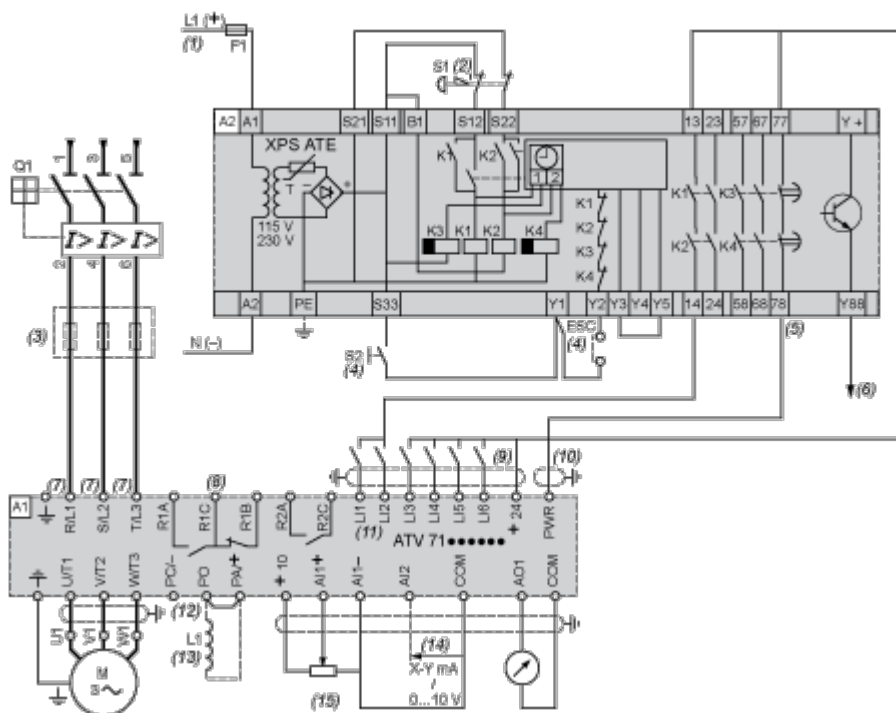 L1 (+)
(1)
F1
S1
(2)
A2
A1
S21
S11
B1
S12
S22
13
23
57
67
77
Y +
XPS ATE
T
+
115 V
230 V
K1
K2
1
2
K3
K1
K2
K4
K1
K2
K3
K4
K1
K3
K2
K4
Q1
1
3
5
I>
I>
I>
2
4
6
(3)
A2
PE
S33
Y1
Y2
Y3
Y4
Y5
14
24
58
68
78
Y88
N (-)
S2
(4)
ESC
(4)
(5)
(6)
(7)
(7)
(7)
(8)
(9)
(10)
A1
R/L1
S/L2
T/L3
R1A
R1C
R1B
R2A
R2C
LI1
LI2
LI3
LI4
LI5
LI6
+ 24
PWR
(11)
ATV 71●●●●●●
U/T1
V/T2
W/T3
PC/-
PO
PA/+
+ 10
AI1+
AI1-
AI2
COM
AO1
COM
(12)
U1
V1
W1
L1
(13)
M
3 ~
(14)
X-Y mA
/
0...10 V
(15)